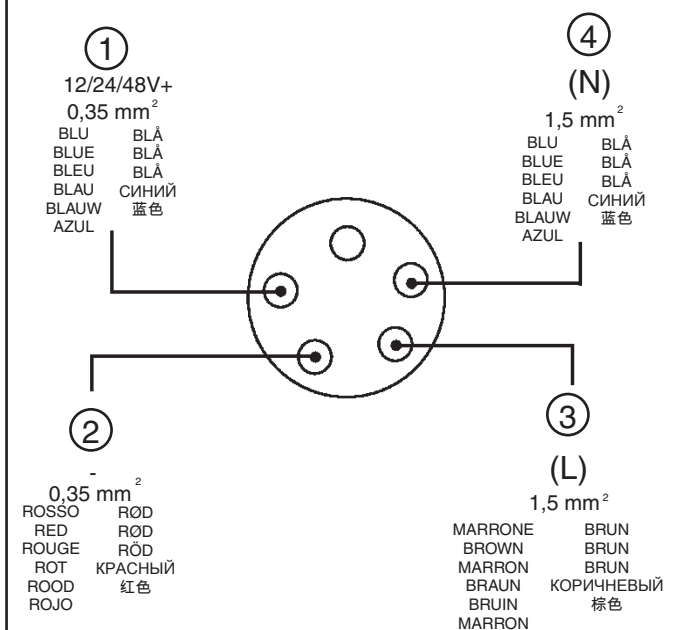 1
12/24/48V+
0,35 mm²
BLU BLÅ
BLUE BLÅ
BLEU BLÅ
BLAU СИНИЙ
BLAUW 蓝色
AZUL
4
(N)
1,5 mm²
BLU BLÅ
BLUE BLÅ
BLEU BLÅ
BLAU СИНИЙ
BLAUW 蓝色
AZUL
2
-
0,35 mm²
ROSSO RØD
RED RØD
ROUGE RÖD
ROT КРАСНЫЙ
ROOD 红色
ROJO
3
(L)
1,5 mm²
MARRONE BRUN
BROWN BRUN
MARRON BRUN
BRAUN КОРИЧНЕВЫЙ
BRUIN 棕色
MARRON